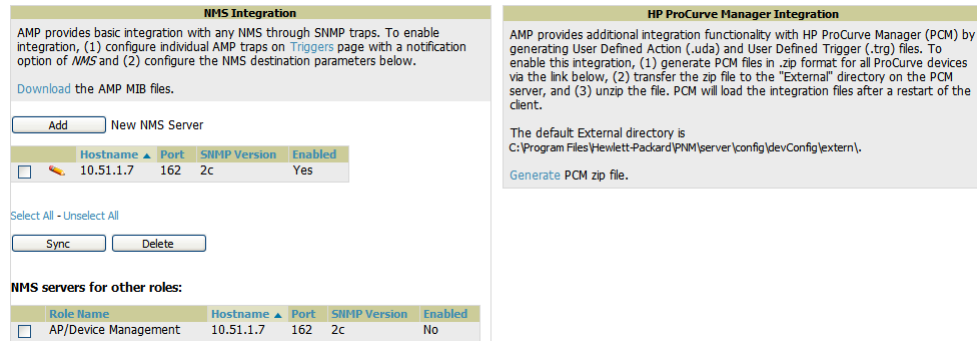 NMS Integration
AMP provides basic integration with any NMS through SNMP traps. To enable
integration, (1) configure individual AMP traps on Triggers page with a notification
option of NMS and (2) configure the NMS destination parameters below.
Download the AMP MIB files.
Add New NMS Server
Hostname ▲ Port SNMP Version Enabled
10.51.1.7 162 2c Yes
Select All - Unselect All
Sync Delete
NMS servers for other roles:
Role Name Hostname ▲ Port SNMP Version Enabled
AP/Device Management 10.51.1.7 162 2c No
HP ProCurve Manager Integration
AMP provides additional integration functionality with HP ProCurve Manager (PCM) by
generating User Defined Action (.uda) and User Defined Trigger (.trg) files. To
enable this integration, (1) generate PCM files in .zip format for all ProCurve devices
via the link below, (2) transfer the zip file to the "External" directory on the PCM
server, and (3) unzip the file. PCM will load the integration files after a restart of the
client.
The default External directory is
C:\Program Files\Hewlett-Packard\PNM\server\config\devConfig\extern\.
Generate PCM zip file.